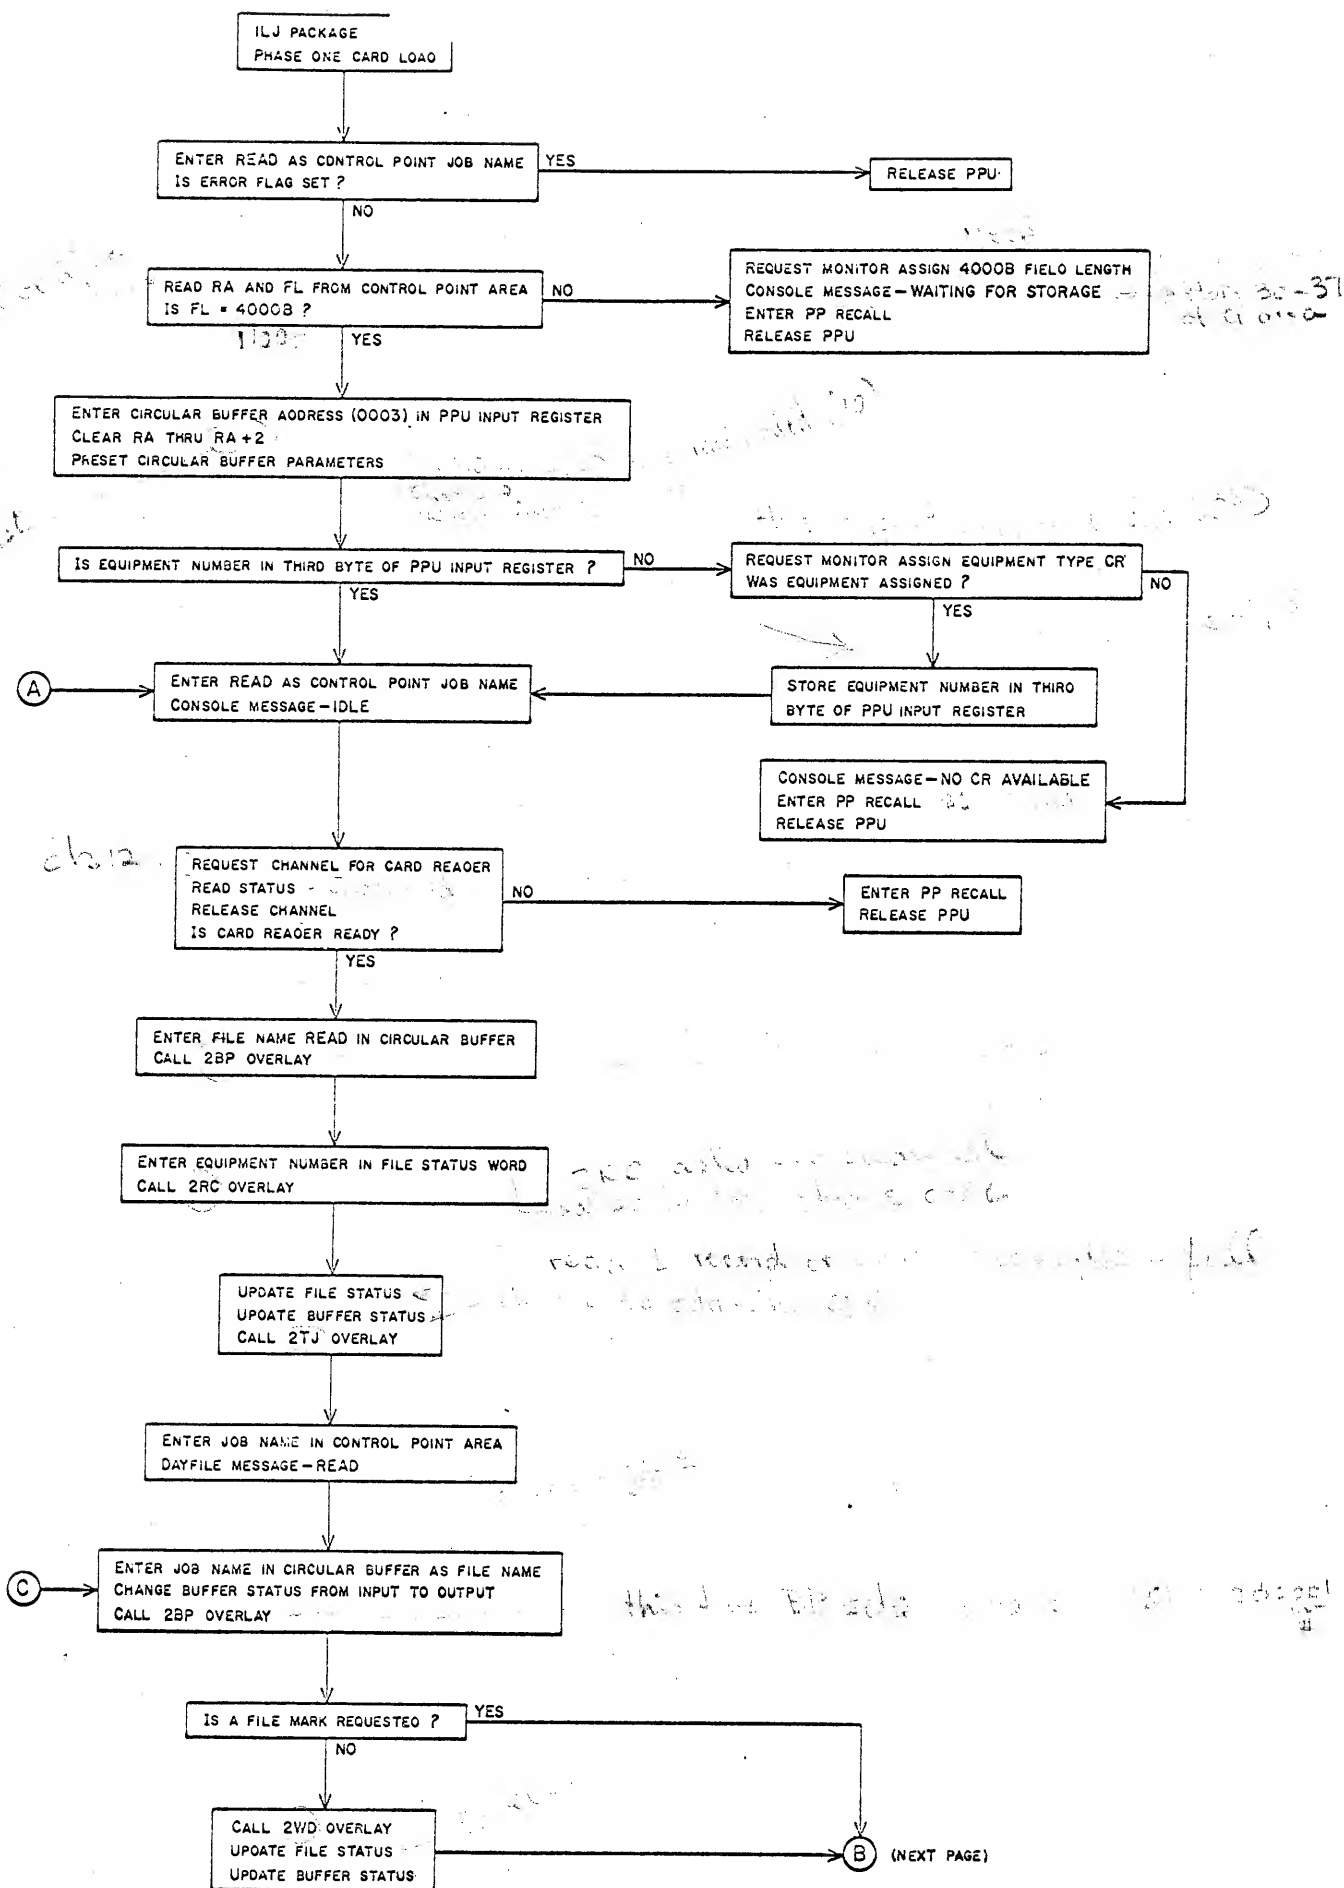 ILJ PACKAGE
PHASE ONE CARD LOAD
ENTER READ AS CONTROL POINT JOB NAME
IS ERROR FLAG SET ?
YES
RELEASE PPU
NO
READ RA AND FL FROM CONTROL POINT AREA
IS FL = 4000B ?
NO
REQUEST MONITOR ASSIGN 4000B FIELD LENGTH
CONSOLE MESSAGE—WAITING FOR STORAGE
ENTER PP RECALL
RELEASE PPU
30-37
YES
ENTER CIRCULAR BUFFER ADDRESS (0003) IN PPU INPUT REGISTER
CLEAR RA THRU RA+2
PRESET CIRCULAR BUFFER PARAMETERS
IS EQUIPMENT NUMBER IN THIRD BYTE OF PPU INPUT REGISTER ?
NO
REQUEST MONITOR ASSIGN EQUIPMENT TYPE CR
WAS EQUIPMENT ASSIGNED ?
NO
YES
YES
A
ENTER READ AS CONTROL POINT JOB NAME
CONSOLE MESSAGE—IDLE
STORE EQUIPMENT NUMBER IN THIRD
BYTE OF PPU INPUT REGISTER
CONSOLE MESSAGE—NO CR AVAILABLE
ENTER PP RECALL
RELEASE PPU
ch 12
REQUEST CHANNEL FOR CARD READER
READ STATUS
RELEASE CHANNEL
IS CARD READER READY ?
NO
ENTER PP RECALL
RELEASE PPU
YES
ENTER FILE NAME READ IN CIRCULAR BUFFER
CALL 2BP OVERLAY
ENTER EQUIPMENT NUMBER IN FILE STATUS WORD
CALL 2RC OVERLAY
record
UPDATE FILE STATUS
UPDATE BUFFER STATUS
CALL 2TJ OVERLAY
ENTER JOB NAME IN CONTROL POINT AREA
DAYFILE MESSAGE—READ
C
ENTER JOB NAME IN CIRCULAR BUFFER AS FILE NAME
CHANGE BUFFER STATUS FROM INPUT TO OUTPUT
CALL 2BP OVERLAY
this
IS A FILE MARK REQUESTED ?
YES
NO
CALL 2WD OVERLAY
UPDATE FILE STATUS
UPDATE BUFFER STATUS
B (NEXT PAGE)